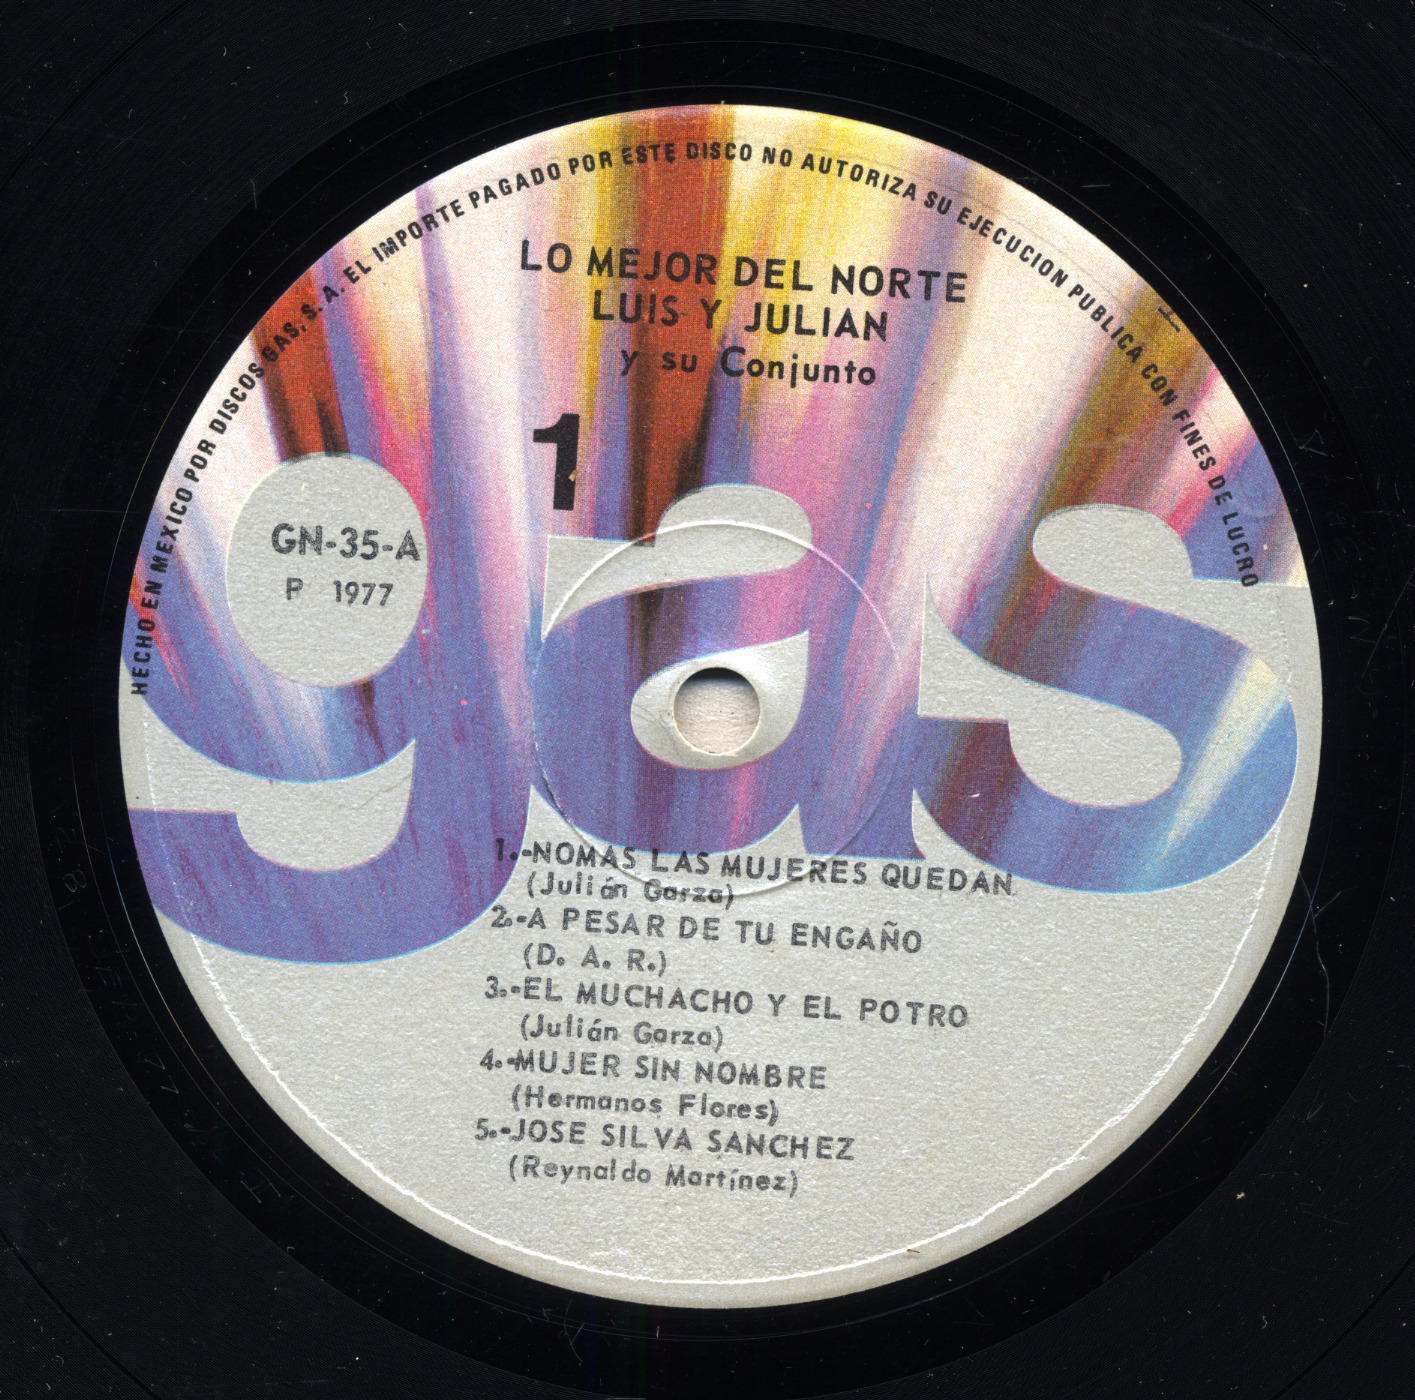 HECHO EN MEXICO POR DISCOS GAS, S. A. EL IMPORTE PAGADO POR ESTE DISCO NO AUTORIZA SU EJECUCION PUBLICA CON FINES DE LUCRO
LO MEJOR DEL NORTE
LUIS Y JULIAN
y su Conjunto
1
GN-35-A
P 1977
gas
1.-NOMAS LAS MUJERES QUEDAN
(Julián Garza)
2.-A PESAR DE TU ENGAÑO
(D. A. R.)
3.-EL MUCHACHO Y EL POTRO
(Julián Garza)
4.-MUJER SIN NOMBRE
(Hermanos Flores)
5.-JOSE SILVA SANCHEZ
(Reynaldo Martínez)